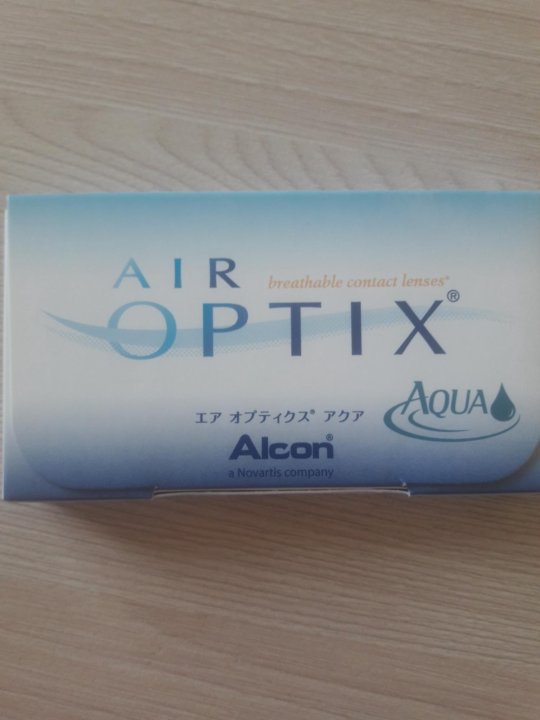 AIR
breathable contact lenses*
OPTIX®
AQUA
エア オプティクス® アクア
Alcon®
a Novartis company